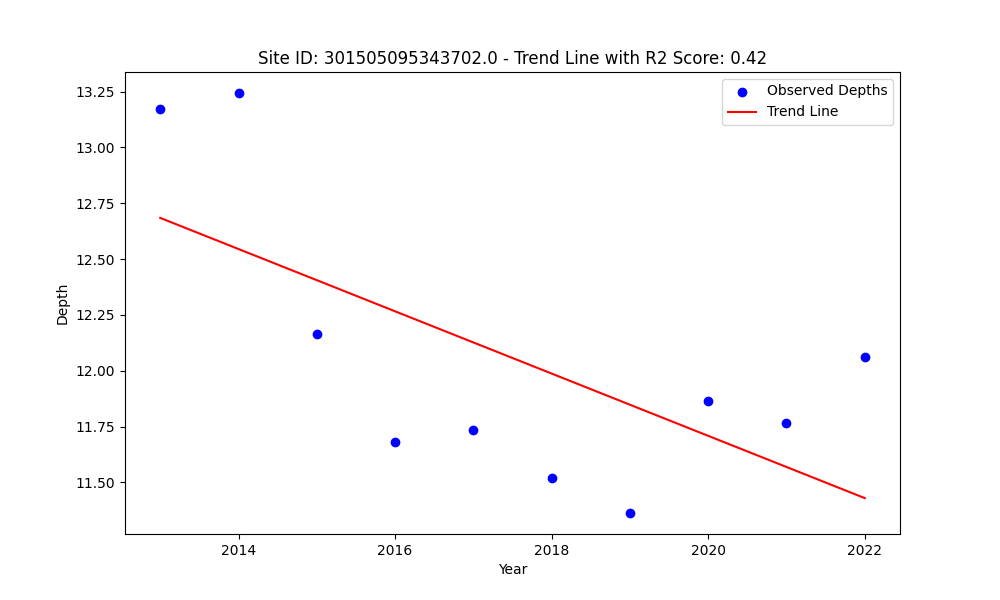 Site ID: 301505095343702.0 - Trend Line with R2 Score: 0.42
Observed Depths
Trend Line
13.25
13.00
12.75
12.50
12.25
12.00
11.75
11.50
Depth
2014
2016
2018
2020
2022
Year